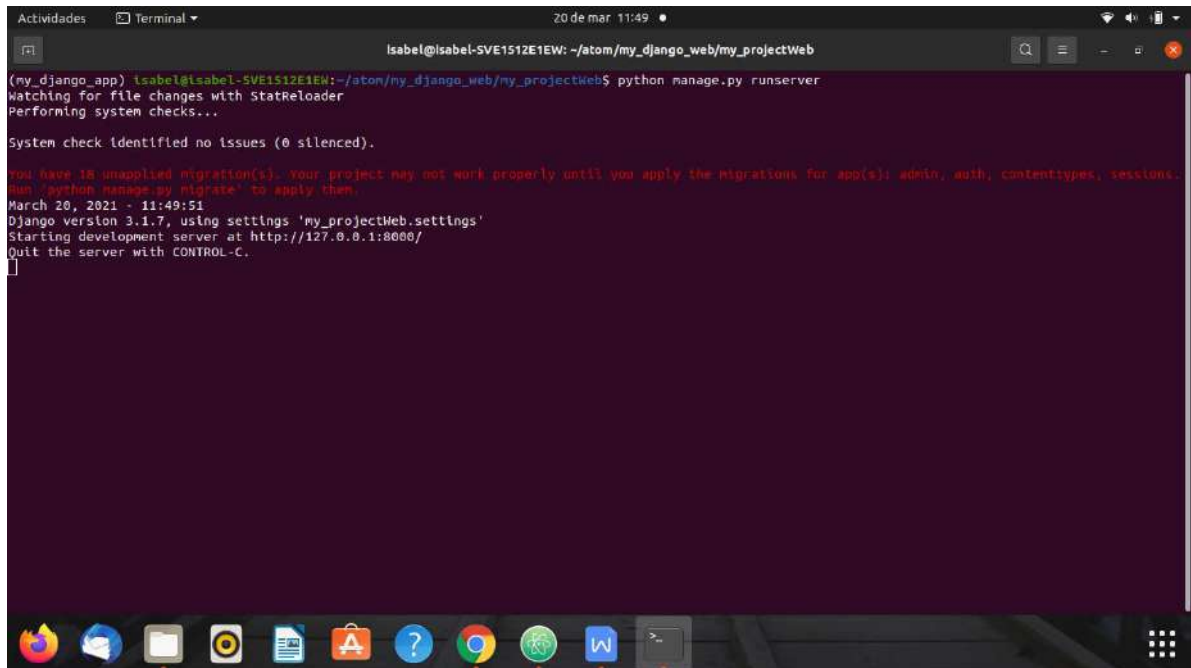 Actividades
Terminal
20 de mar 11:49
isabel@isabel-SVE1512E1EW: ~/atom/my_django_web/my_projectWeb
(my_django_app) isabel@isabel-SVE1512E1EW:~/atom/my_django_web/my_projectWeb$ python manage.py runserver
Watching for file changes with StatReloader
Performing system checks...
System check identified no issues (0 silenced).
You have 18 unapplied migration(s). Your project may not work properly until you apply the migrations for app(s): admin, auth, contenttypes, sessions.
Run 'python manage.py migrate' to apply them.
March 20, 2021 - 11:49:51
Django version 3.1.7, using settings 'my_projectWeb.settings'
Starting development server at http://127.0.0.1:8000/
Quit the server with CONTROL-C.